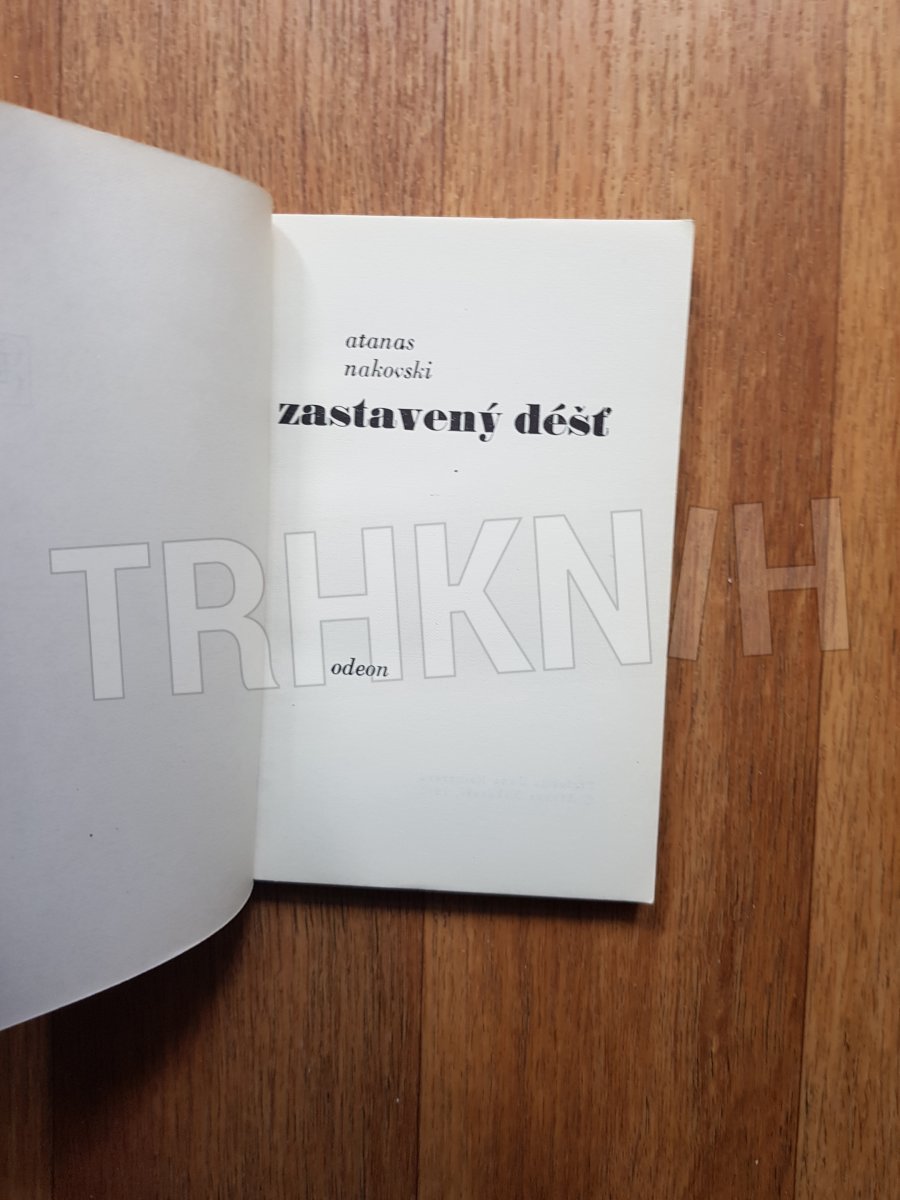 atanas
nakovski
zastavený déšť
TRHKNIH
odeon